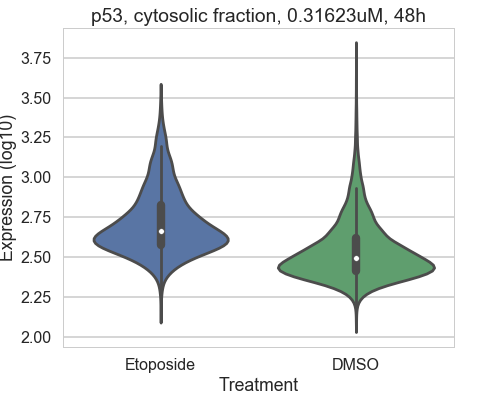 p53, cytosolic fraction, 0.31623uM, 48h
Expression (log10)
3.75
3.50
3.25
3.00
2.75
2.50
2.25
2.00
Etoposide DMSO
Treatment